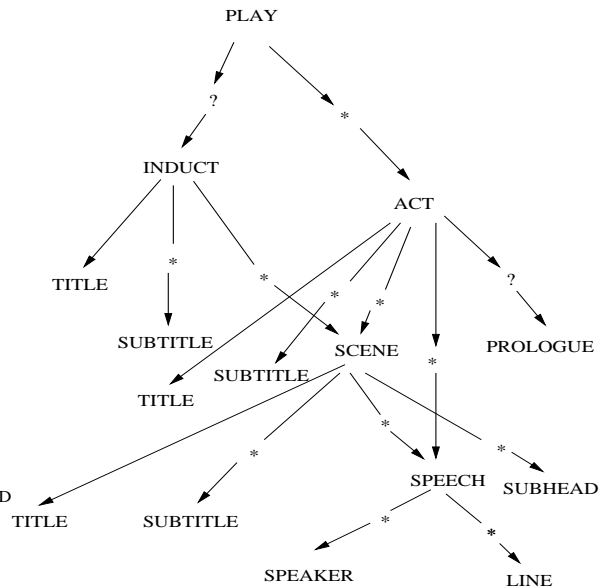 PLAY
?
*
INDUCT
ACT
*
*
*
*
?
TITLE
SUBTITLE
SCENE
PROLOGUE
SUBTITLE
*
TITLE
*
*
*
SPEECH
SUBHEAD
D
TITLE
SUBTITLE
*
*
SPEAKER
LINE